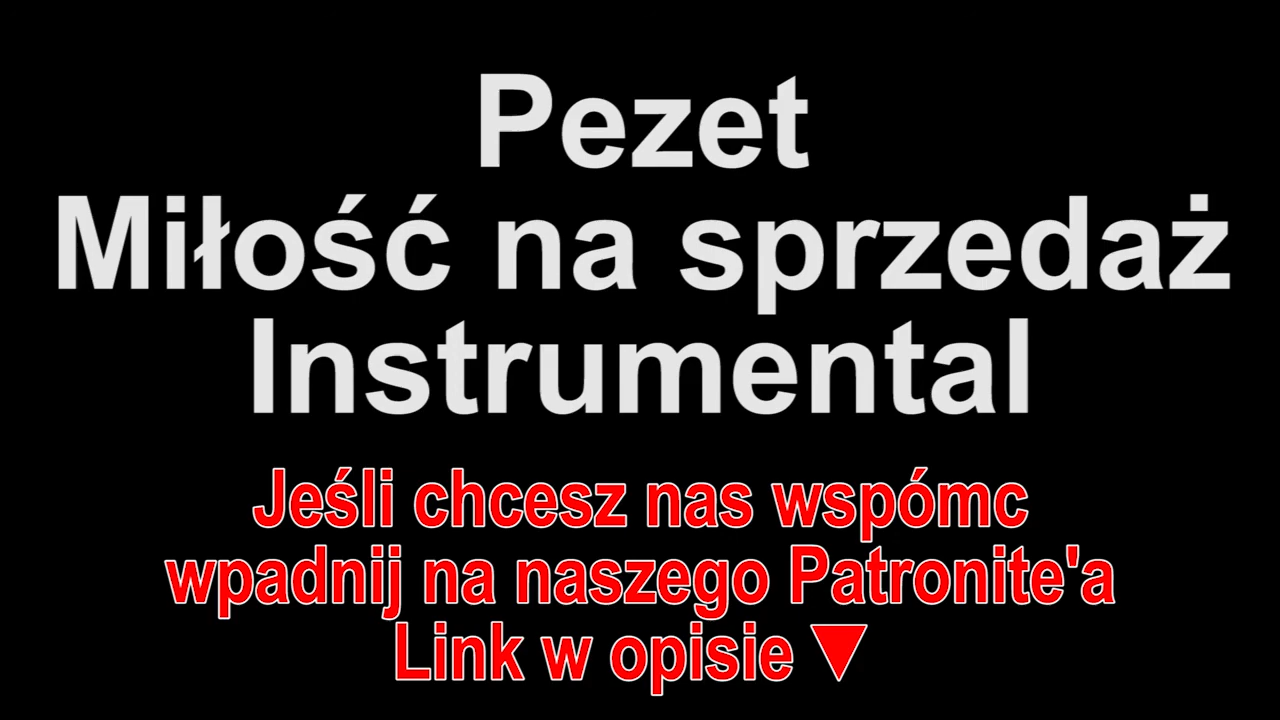 Pezet
Miłość na sprzedaż
Instrumental
Jeśli chcesz nas wspómc
wpadnij na naszego Patronite'a
Link w opisie ▼